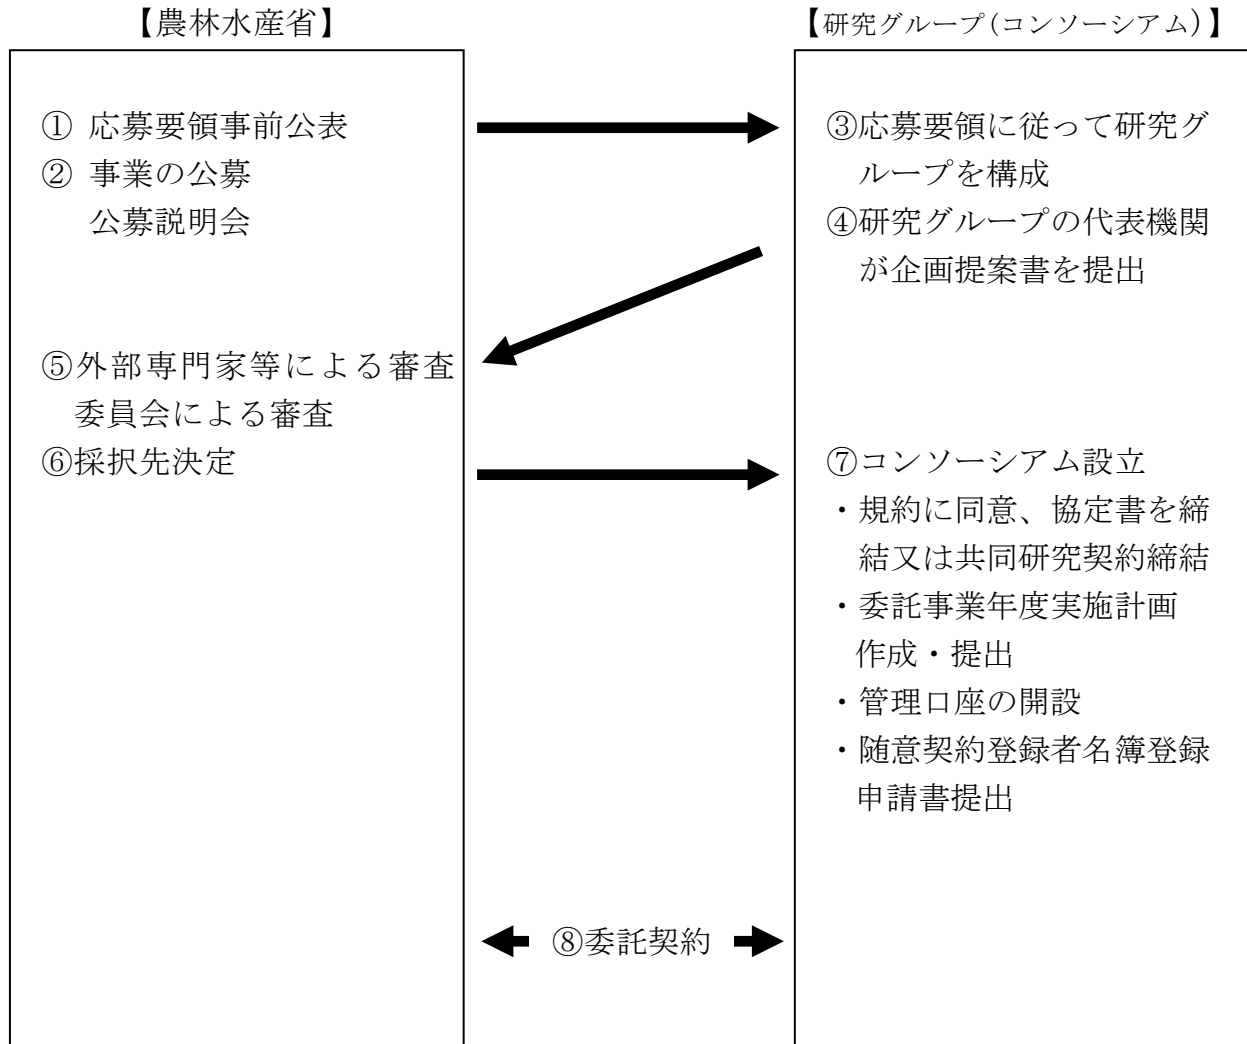 【農林水産省】
① 応募要領事前公表
② 事業の公募
公募説明会
⑤外部専門家等による審査
委員会による審査
⑥採択先決定
【研究グループ(コンソーシアム)】
③応募要領に従って研究グ
ループを構成
④研究グループの代表機関
が企画提案書を提出
⑦コンソーシアム設立
・規約に同意、協定書を締
結又は共同研究契約締結
・委託事業年度実施計画
作成・提出
・管理口座の開設
・随意契約登録者名簿登録
申請書提出
⑧委託契約